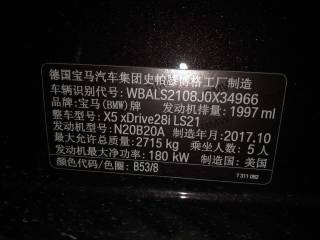 德国宝马汽车集团史帕腾博格工厂制造
车辆识别代号: WBALS2108J0X34966
品牌: 宝马(BMW)牌 发动机排量: 1997 ml
整车型号: X5 xDrive28i LS21
发动机型号: N20B20A 制造年月: 2017.10
最大允许总质量: 2715 kg 乘坐人数: 5 人
发动机最大净功率: 180 kW 制造国: 美国
颜色代码/色圈: B53/8
7 311 082